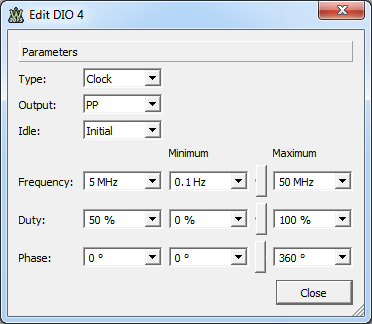 Edit DIO 4
Parameters
Type: Clock
Output: PP
Idle: Initial
Minimum Maximum
Frequency: 5 MHz 0.1 Hz 50 MHz
Duty: 50 % 0 % 100 %
Phase: 0 ° 0 ° 360 °
Close